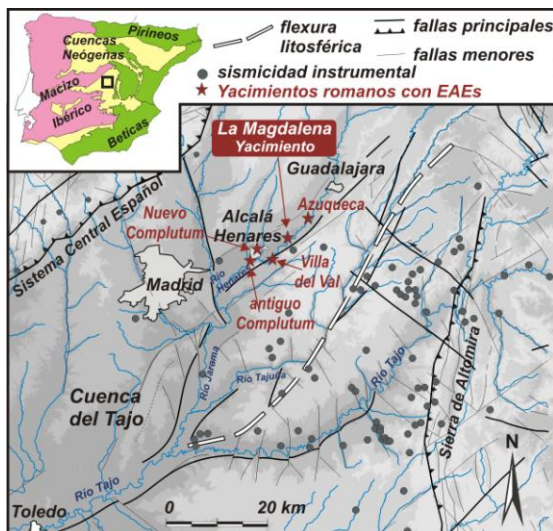 Pirineos
Cuencas
Neógenas
Macizo
Ibérico
Beticas
flexura
litosférica
fallas principales
fallas menores
sismicidad instrumental
Yacimientos romanos con EAEs
La Magdalena
Yacimiento
Guadalajara
Sistema Central Español
Nuevo
Complutum
Alcalá
Henares
Azuqueca
Madrid
Río
Henares
Villa
del Val
antiguo
Complutum
Cuenca
del Tajo
Río Jarama
Río Tajuña
Río Tajo
Sierra de Altomira
Río Tajo
Toledo
0 20 km
N